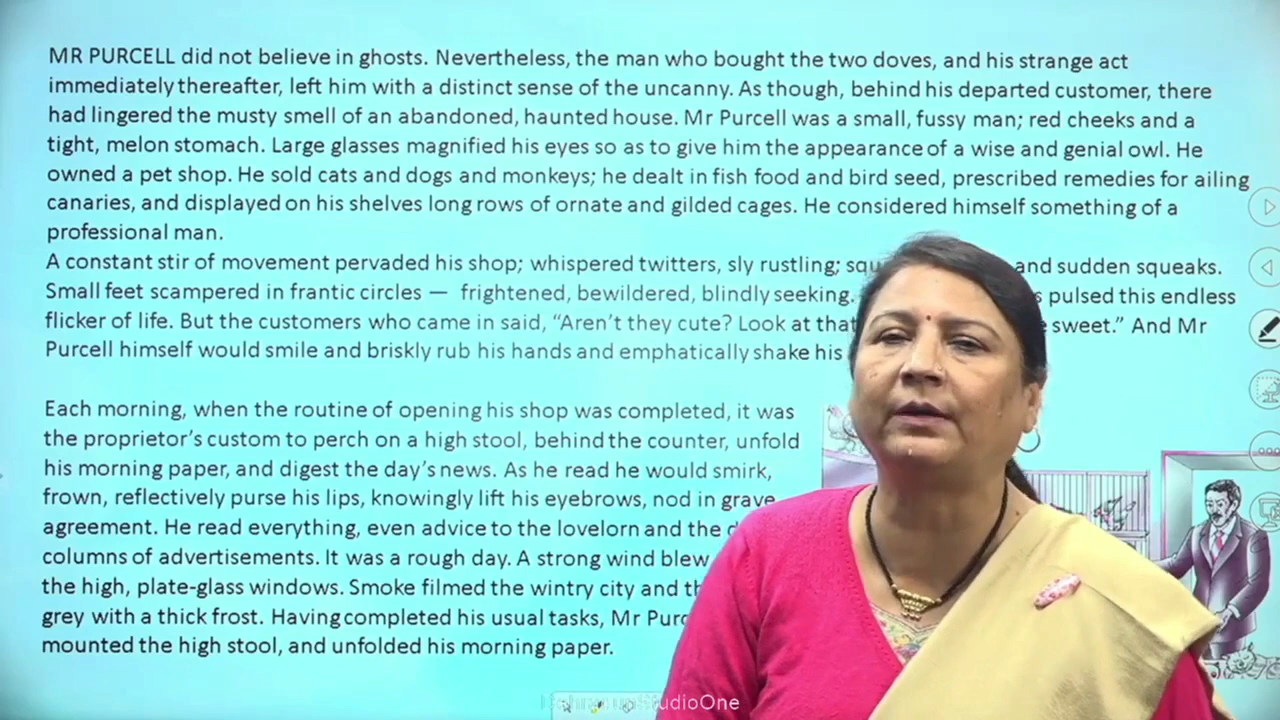 MR PURCELL did not believe in ghosts. Nevertheless, the man who bought the two doves, and his strange act
immediately thereafter, left him with a distinct sense of the uncanny. As though, behind his departed customer, there
had lingered the musty smell of an abandoned, haunted house. Mr Purcell was a small, fussy man; red cheeks and a
tight, melon stomach. Large glasses magnified his eyes so as to give him the appearance of a wise and genial owl. He
owned a pet shop. He sold cats and dogs and monkeys; he dealt in fish food and bird seed, prescribed remedies for ailing
canaries, and displayed on his shelves long rows of ornate and gilded cages. He considered himself something of a
professional man.
A constant stir of movement pervaded his shop; whispered twitters, sly rustling; and sudden squeaks.
Small feet scampered in frantic circles — frightened, bewildered, blindly seeking. pulsed this endless
flicker of life. But the customers who came in said, “Aren’t they cute? Look at that sweet.” And Mr
Purcell himself would smile and briskly rub his hands and emphatically shake his
Each morning, when the routine of opening his shop was completed, it was
the proprietor’s custom to perch on a high stool, behind the counter, unfold
his morning paper, and digest the day’s news. As he read he would smirk,
frown, reflectively purse his lips, knowingly lift his eyebrows, nod in grave
agreement. He read everything, even advice to the lovelorn and the
columns of advertisements. It was a rough day. A strong wind blew
the high, plate-glass windows. Smoke filmed the wintry city and
grey with a thick frost. Having completed his usual tasks, Mr
mounted the high stool, and unfolded his morning paper.
StudioOne